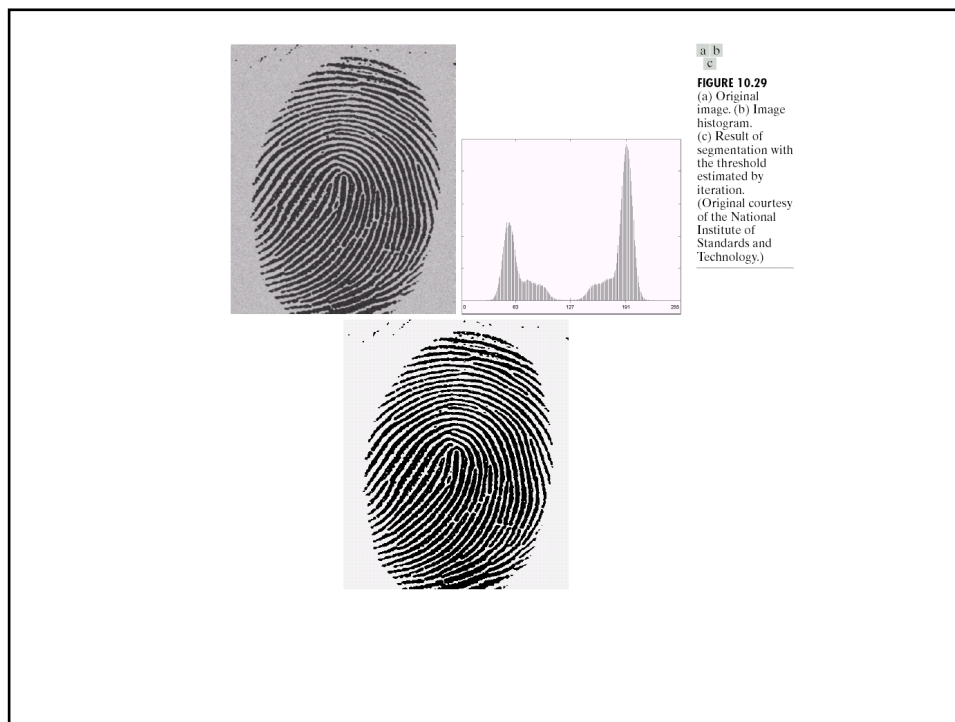 a b
c
FIGURE 10.29
(a) Original
image. (b) Image
histogram.
(c) Result of
segmentation with
the threshold
estimated by
iteration.
(Original courtesy
of the National
Institute of
Standards and
Technology.)
0 63 127 191 255